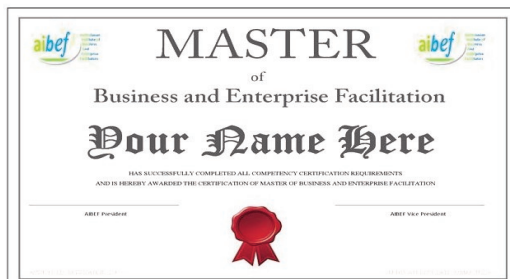 aibef
aibef
MASTER
of
Business and Enterprise Facilitation
Your Name Here
HAS SUCCESSFULLY COMPLETED ALL COMPETENCY CERTIFICATION REQUIREMENTS
AND IS HEREBY AWARDED THE CERTIFICATION OF MASTER OF BUSINESS AND ENTERPRISE FACILITATION
AIBEF President
AIBEF Vice President